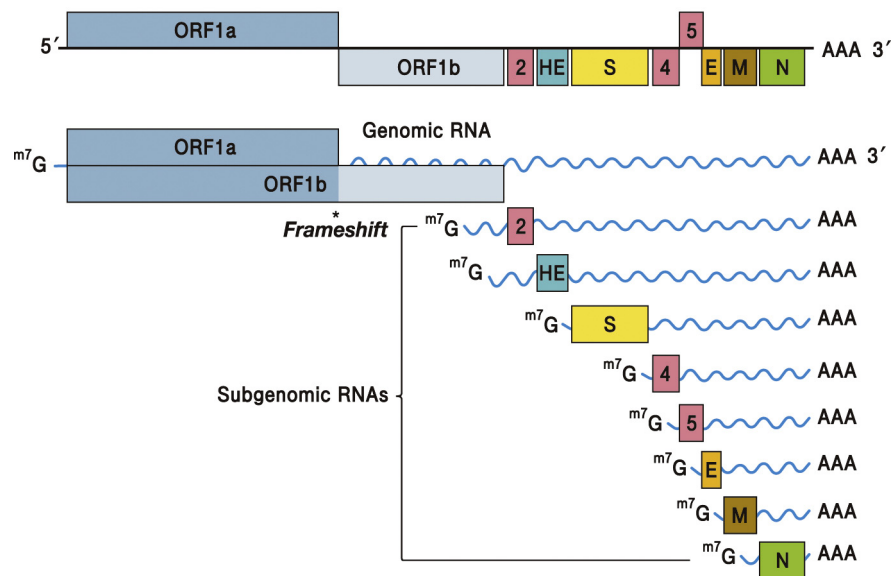 ORF1a 5
5′ AAA 3′
ORF1b 2 HE S 4 E M N
Genomic RNA
ORF1a
m7G AAA 3′
ORF1b
*
Frameshift
m7G 2 AAA
m7G HE AAA
m7G S AAA
m7G 4 AAA
Subgenomic RNAs
m7G 5 AAA
m7G E AAA
m7G M AAA
m7G N AAA